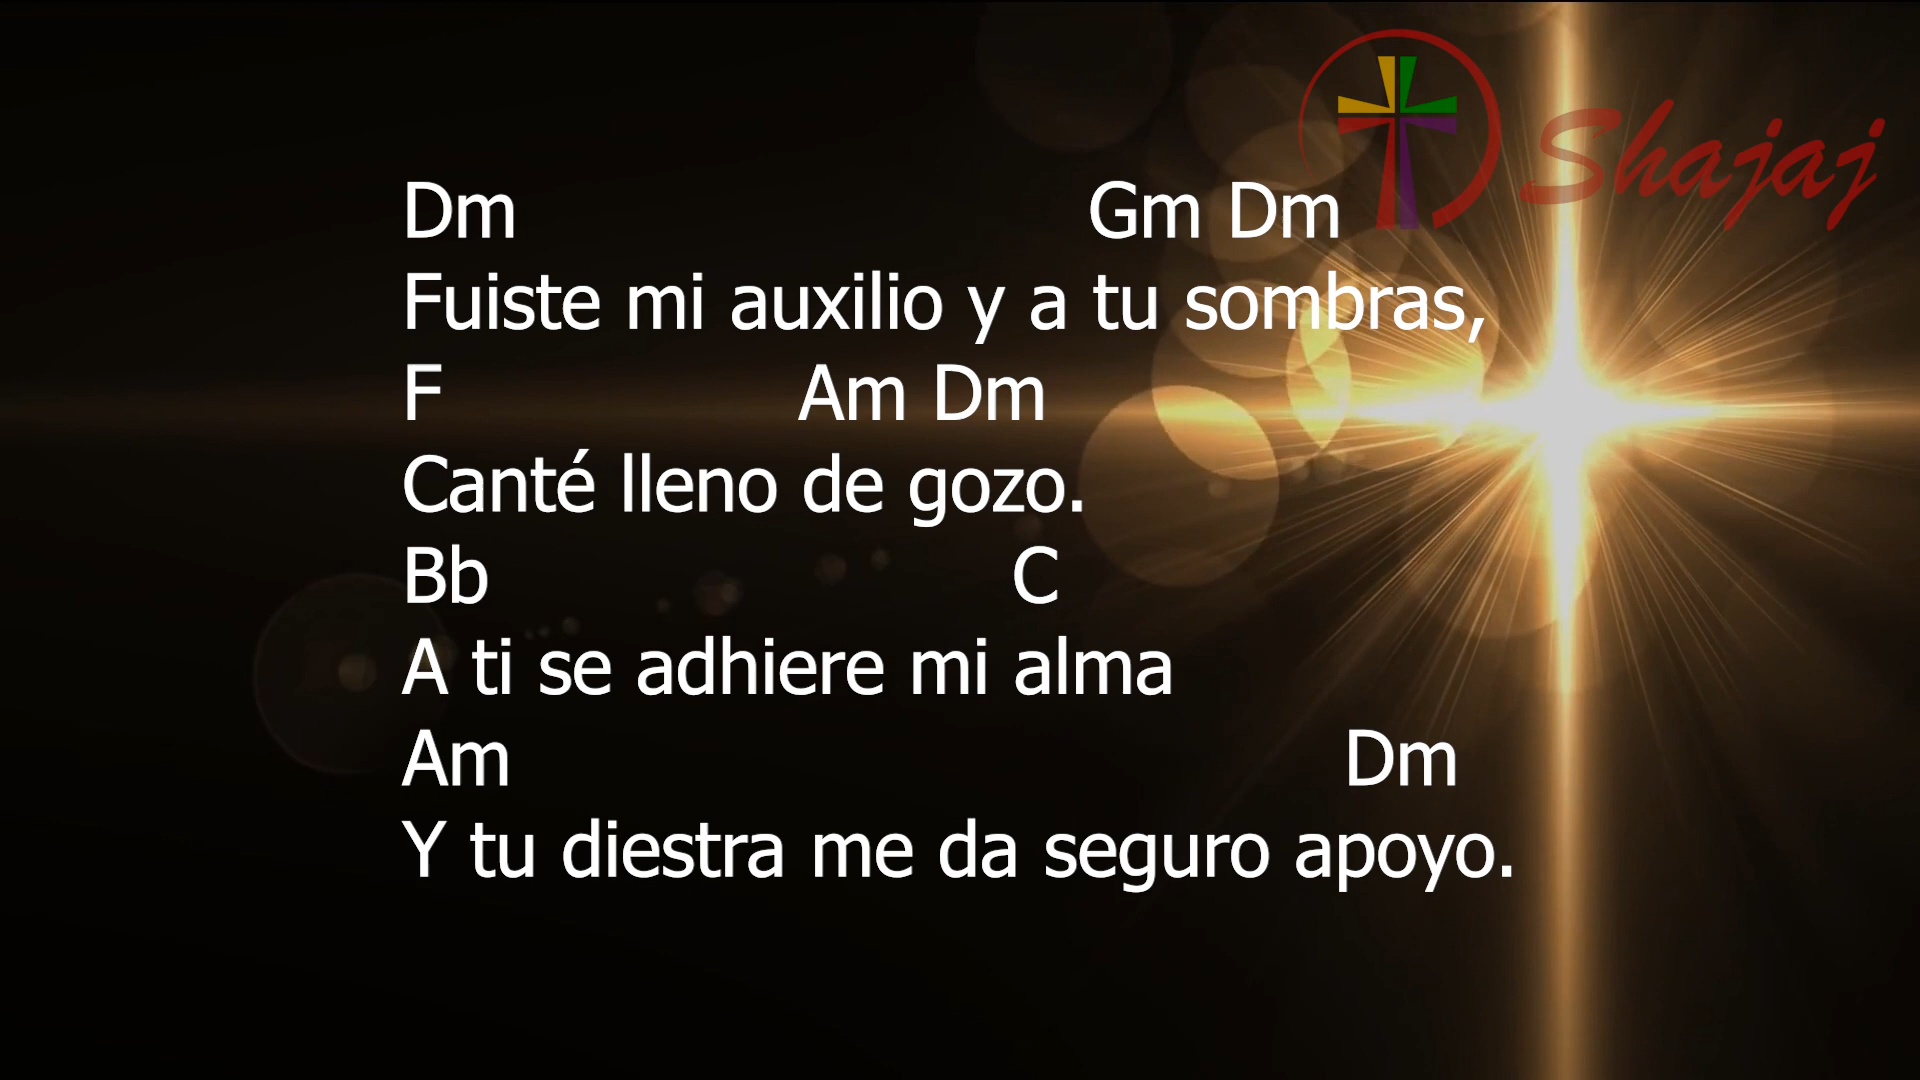 Shajaj
Dm Gm Dm
Fuiste mi auxilio y a tu sombras,
F Am Dm
Canté lleno de gozo.
Bb C
A ti se adhiere mi alma
Am Dm
Y tu diestra me da seguro apoyo.